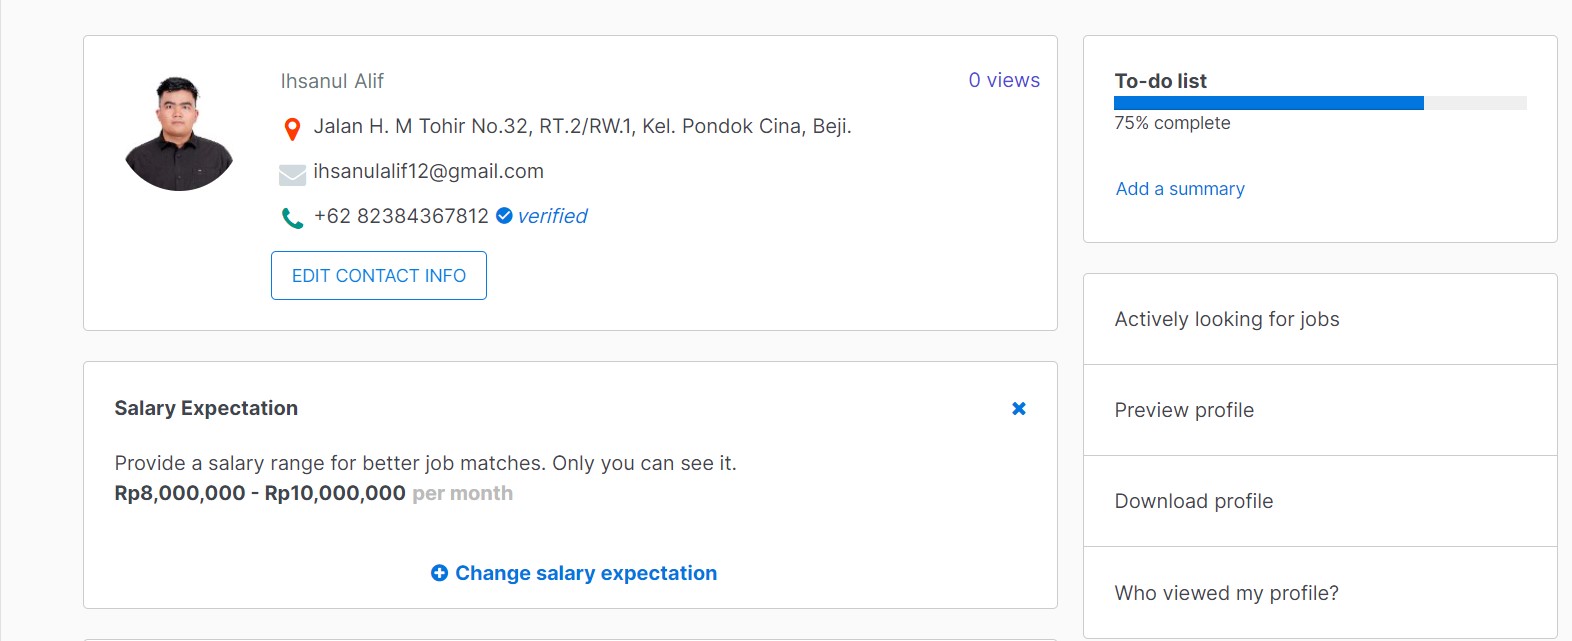 Ihsanul Alif
0 views
Jalan H. M Tohir No.32, RT.2/RW.1, Kel. Pondok Cina, Beji.
ihsanulalif12@gmail.com
+62 82384367812 verified
EDIT CONTACT INFO
Salary Expectation
Provide a salary range for better job matches. Only you can see it.
Rp8,000,000 - Rp10,000,000 per month
Change salary expectation
To-do list
75% complete
Add a summary
Actively looking for jobs
Preview profile
Download profile
Who viewed my profile?